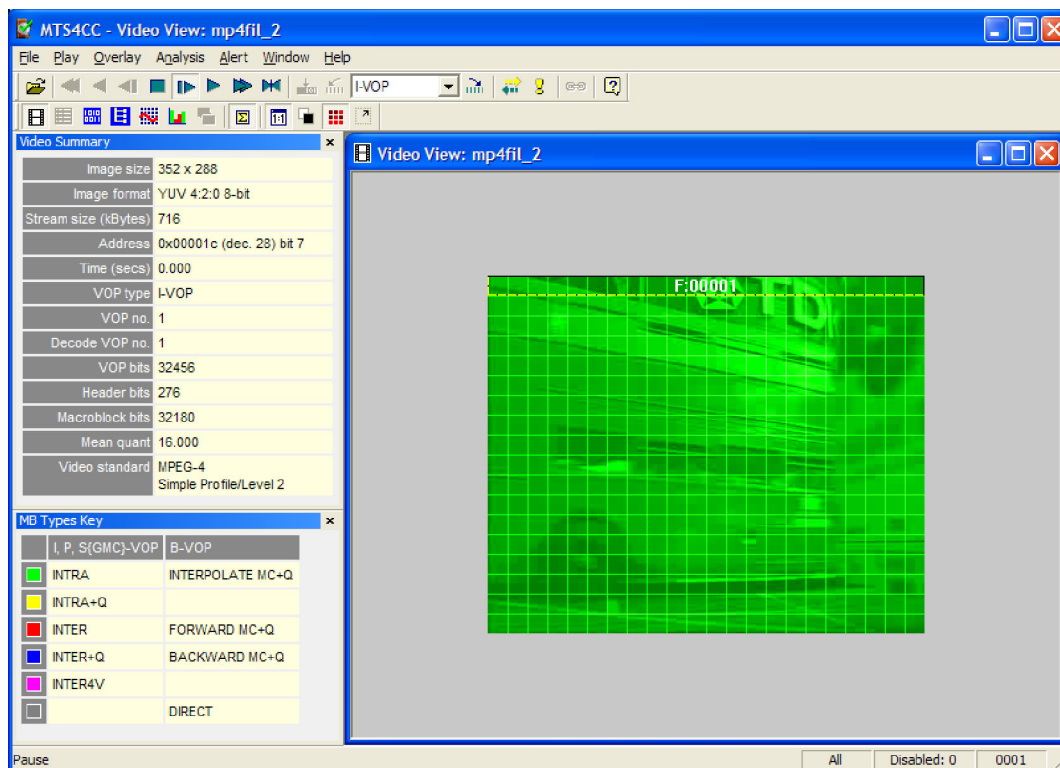 MTS4CC - Video View: mp4fil_2
File Play Overlay Analysis Alert Window Help
I-VOP
1:1
Video Summary
Image size 352 x 288
Image format YUV 4:2:0 8-bit
Stream size (kBytes) 716
Address 0x00001c (dec. 28) bit 7
Time (secs) 0.000
VOP type I-VOP
VOP no. 1
Decode VOP no. 1
VOP bits 32456
Header bits 276
Macroblock bits 32180
Mean quant 16.000
Video standard MPEG-4
Simple Profile/Level 2
MB Types Key
I, P, S(GMC)-VOP B-VOP
INTRA INTERPOLATE MC+Q
INTRA+Q
INTER FORWARD MC+Q
INTER+Q BACKWARD MC+Q
INTER4V
DIRECT
Video View: mp4fil_2
F:00001
Pause All Disabled: 0 0001